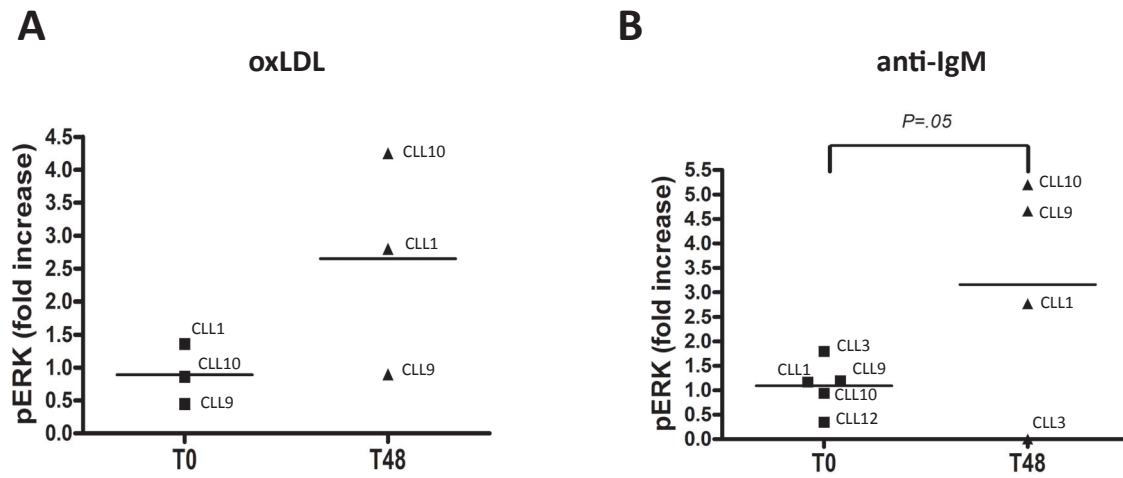 A
oxLDL
pERK (fold increase)
4.5
4.0
3.5
3.0
2.5
2.0
1.5
1.0
0.5
0.0
CLL10
CLL1
CLL9
CLL1
CLL10
CLL9
T0
T48
B
anti-IgM
P=.05
pERK (fold increase)
5.5
5.0
4.5
4.0
3.5
3.0
2.5
2.0
1.5
1.0
0.5
0.0
CLL10
CLL9
CLL1
CLL3
CLL1
CLL9
CLL10
CLL12
CLL3
T0
T48